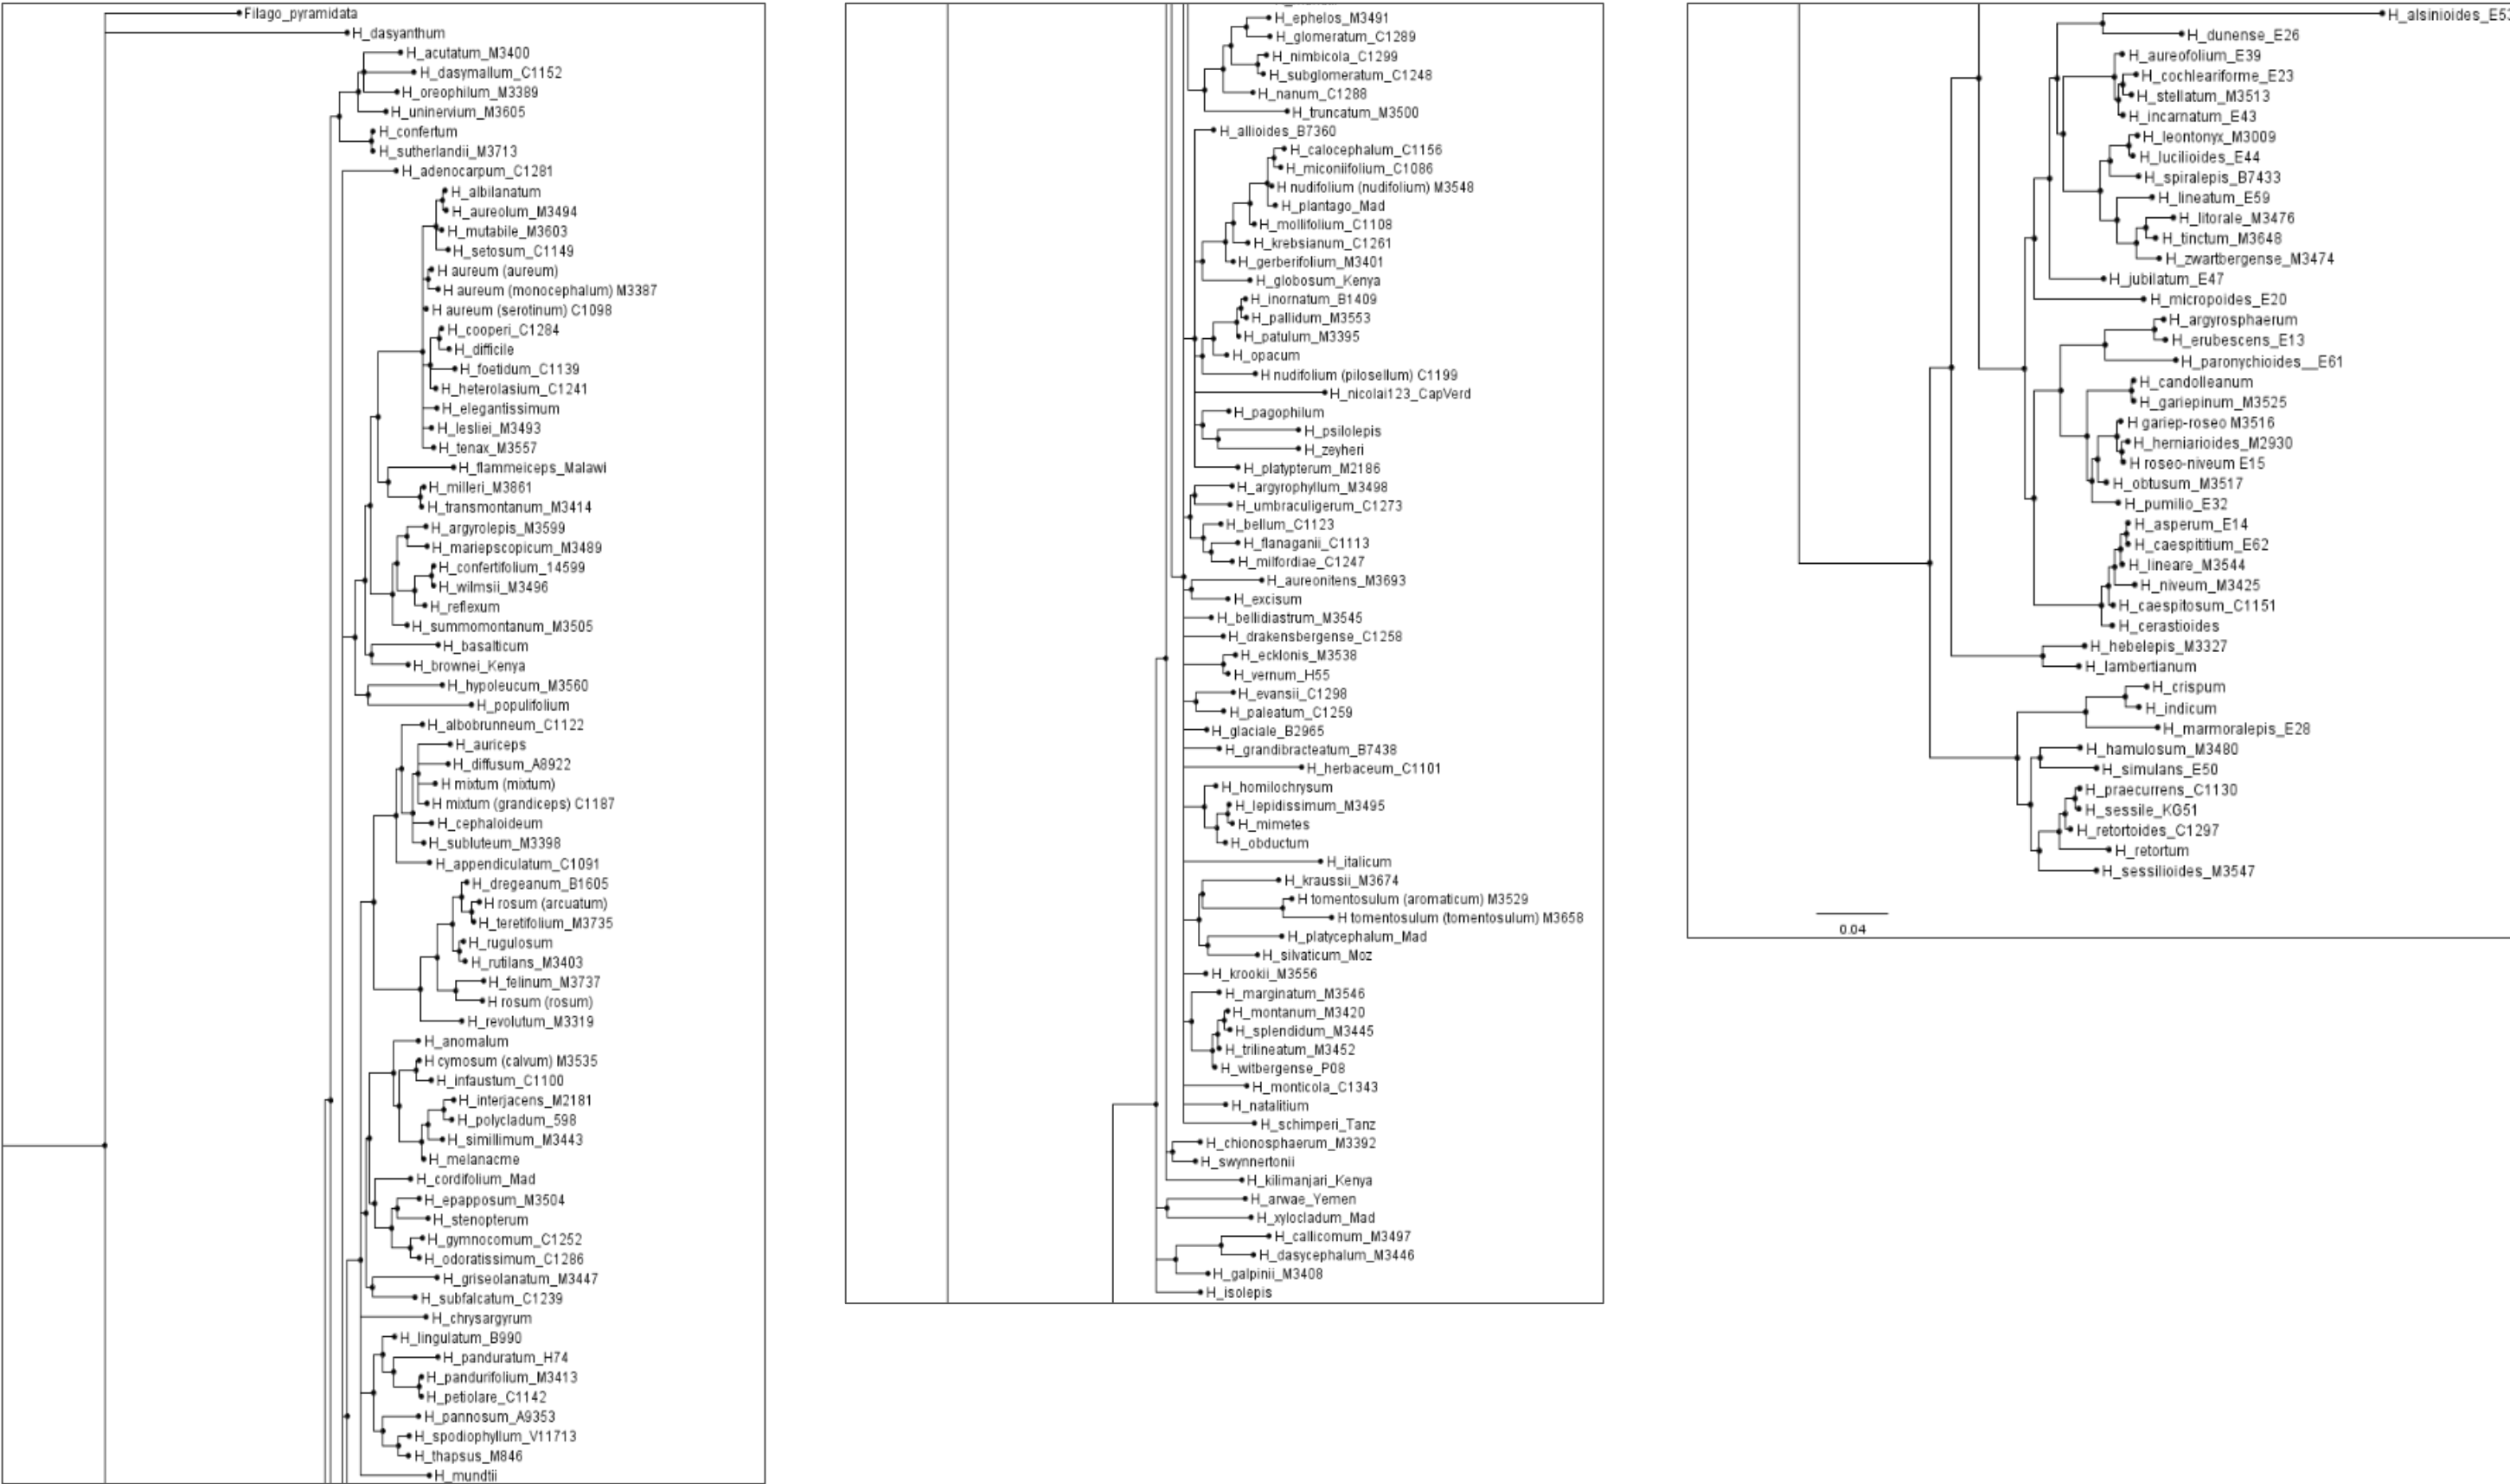 Filago_pyramidata
H_dasyanthum
H_acutatum_M3400
H_dasymallum_C1152
H_oreophilum_M3389
H_uninervium_M3605
H_confertum
H_sutherlandii_M3713
H_adenocarpum_C1281
H_albilanatum
H_aureolum_M3494
H_mutabile_M3603
H_setosum_C1149
H aureum (aureum)
H aureum (monocephalum) M3387
H aureum (serotinum) C1098
H_cooperi_C1284
H_difficile
H_foetidum_C1139
H_heterolasium_C1241
H_elegantissimum
H_lesliei_M3493
H_tenax_M3557
H_flammeiceps_Malawi
H_milleri_M3861
H_transmontanum_M3414
H_argyrolepis_M3599
H_mariepscopicum_M3489
H_confertifolium_14599
H_wilmsii_M3496
H_reflexum
H_summomontanum_M3505
H_basalticum
H_brownei_Kenya
H_hypoleucum_M3560
H_populifolium
H_albobrunneum_C1122
H_auriceps
H_diffusum_A8922
H mixtum (mixtum)
H mixtum (grandiceps) C1187
H_cephaloideum
H_subluteum_M3398
H_appendiculatum_C1091
H_dregeanum_B1605
H rosum (arcuatum)
H_teretifolium_M3735
H_rugulosum
H_rutilans_M3403
H_felinum_M3737
H rosum (rosum)
H_revolutum_M3319
H_anomalum
H cymosum (calvum) M3535
H_infaustum_C1100
H_interjacens_M2181
H_polycladum_598
H_simillimum_M3443
H_melanacme
H_cordifolium_Mad
H_epapposum_M3504
H_stenopterum
H_gymnocomum_C1252
H_odoratissimum_C1286
H_griseolanatum_M3447
H_subfalcatum_C1239
H_chrysargyrum
H_lingulatum_B990
H_panduratum_H74
H_pandurifolium_M3413
H_petiolare_C1142
H_pannosum_A9353
H_spodiophyllum_V11713
H_thapsus_M846
H_mundtii
H_ephelos_M3491
H_glomeratum_C1289
H_nimbicola_C1299
H_subglomeratum_C1248
H_nanum_C1288
H_truncatum_M3500
H_allioides_B7360
H_calocephalum_C1156
H_miconiifolium_C1086
H nudifolium (nudifolium) M3548
H_plantago_Mad
H_mollifolium_C1108
H_krebsianum_C1261
H_gerberifolium_M3401
H_globosum_Kenya
H_inornatum_B1409
H_pallidum_M3553
H_patulum_M3395
H_opacum
H nudifolium (pilosellum) C1199
H_nicolai123_CapVerd
H_pagophilum
H_psilolepis
H_zeyheri
H_platypterum_M2186
H_argyrophyllum_M3498
H_umbraculigerum_C1273
H_bellum_C1123
H_flanaganii_C1113
H_milfordiae_C1247
H_aureonitens_M3693
H_excisum
H_bellidiastrum_M3545
H_drakensbergense_C1258
H_ecklonis_M3538
H_vernum_H55
H_evansii_C1298
H_paleatum_C1259
H_glaciale_B2965
H_grandibracteatum_B7438
H_herbaceum_C1101
H_homilochrysum
H_lepidissimum_M3495
H_mimetes
H_obductum
H_italicum
H_kraussii_M3674
H tomentosulum (aromaticum) M3529
H tomentosulum (tomentosulum) M3658
H_platycephalum_Mad
H_silvaticum_Moz
H_krookii_M3556
H_marginatum_M3546
H_montanum_M3420
H_splendidum_M3445
H_trilineatum_M3452
H_witbergense_P08
H_monticola_C1343
H_natalitium
H_schimperi_Tanz
H_chionosphaerum_M3392
H_swynnertonii
H_kilimanjari_Kenya
H_arwae_Yemen
H_xylocladum_Mad
H_callicomum_M3497
H_dasycephalum_M3446
H_galpinii_M3408
H_isolepis
H_alsinioides_E53
H_dunense_E26
H_aureofolium_E39
H_cochleariforme_E23
H_stellatum_M3513
H_incarnatum_E43
H_leontonyx_M3009
H_lucilioides_E44
H_spiralepis_B7433
H_lineatum_E59
H_litorale_M3476
H_tinctum_M3648
H_zwartbergense_M3474
H_jubilatum_E47
H_micropoides_E20
H_argyrosphaerum
H_erubescens_E13
H_paronychioides__E61
H_candolleanum
H_gariepinum_M3525
H gariep-roseo M3516
H_herniarioides_M2930
H roseo-niveum E15
H_obtusum_M3517
H_pumilio_E32
H_asperum_E14
H_caespititium_E62
H_lineare_M3544
H_niveum_M3425
H_caespitosum_C1151
H_cerastioides
H_hebelepis_M3327
H_lambertianum
H_crispum
H_indicum
H_marmoralepis_E28
H_hamulosum_M3480
H_simulans_E50
H_praecurrens_C1130
H_sessile_KG51
H_retortoides_C1297
H_retortum
H_sessilioides_M3547
0.04